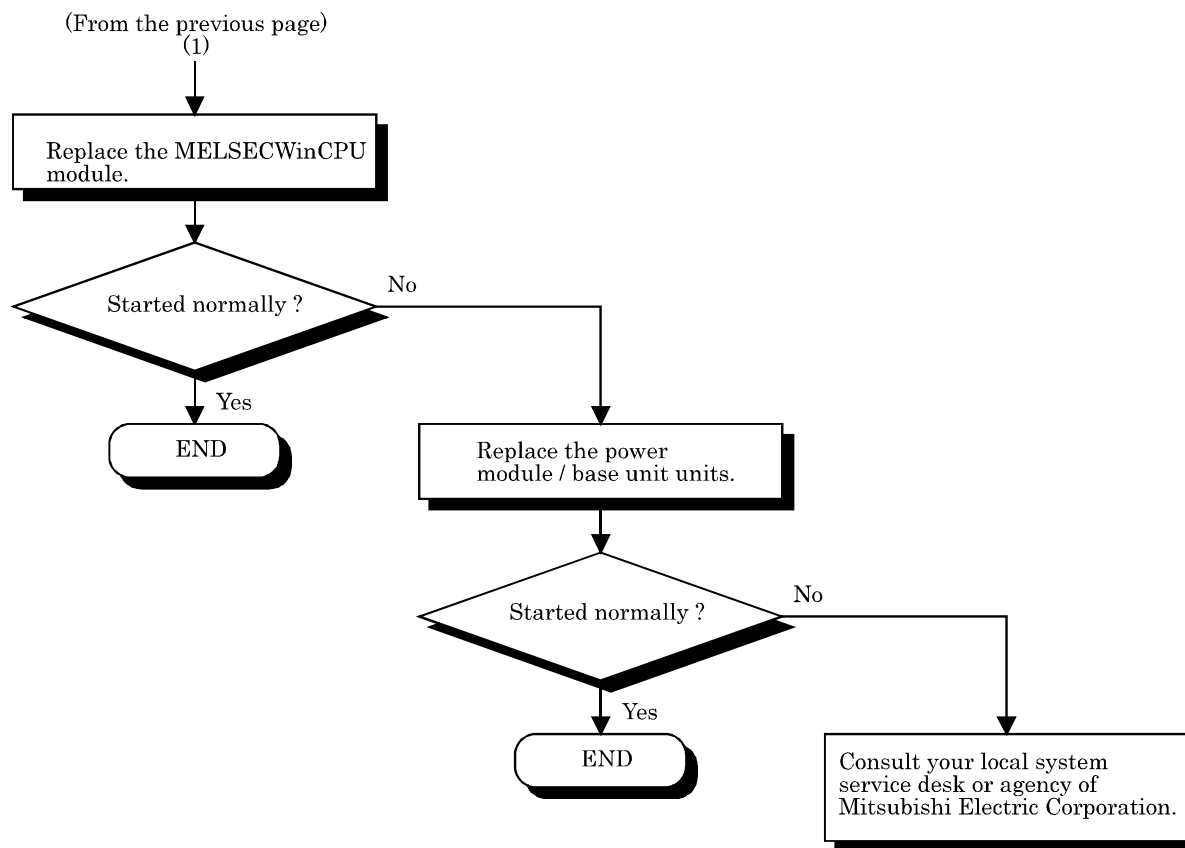 (From the previous page)
(1)
Replace the MELSECWinCPU
module.
Started normally ?
No
Yes
END
Replace the power
module / base unit units.
Started normally ?
No
Yes
END
Consult your local system
service desk or agency of
Mitsubishi Electric Corporation.